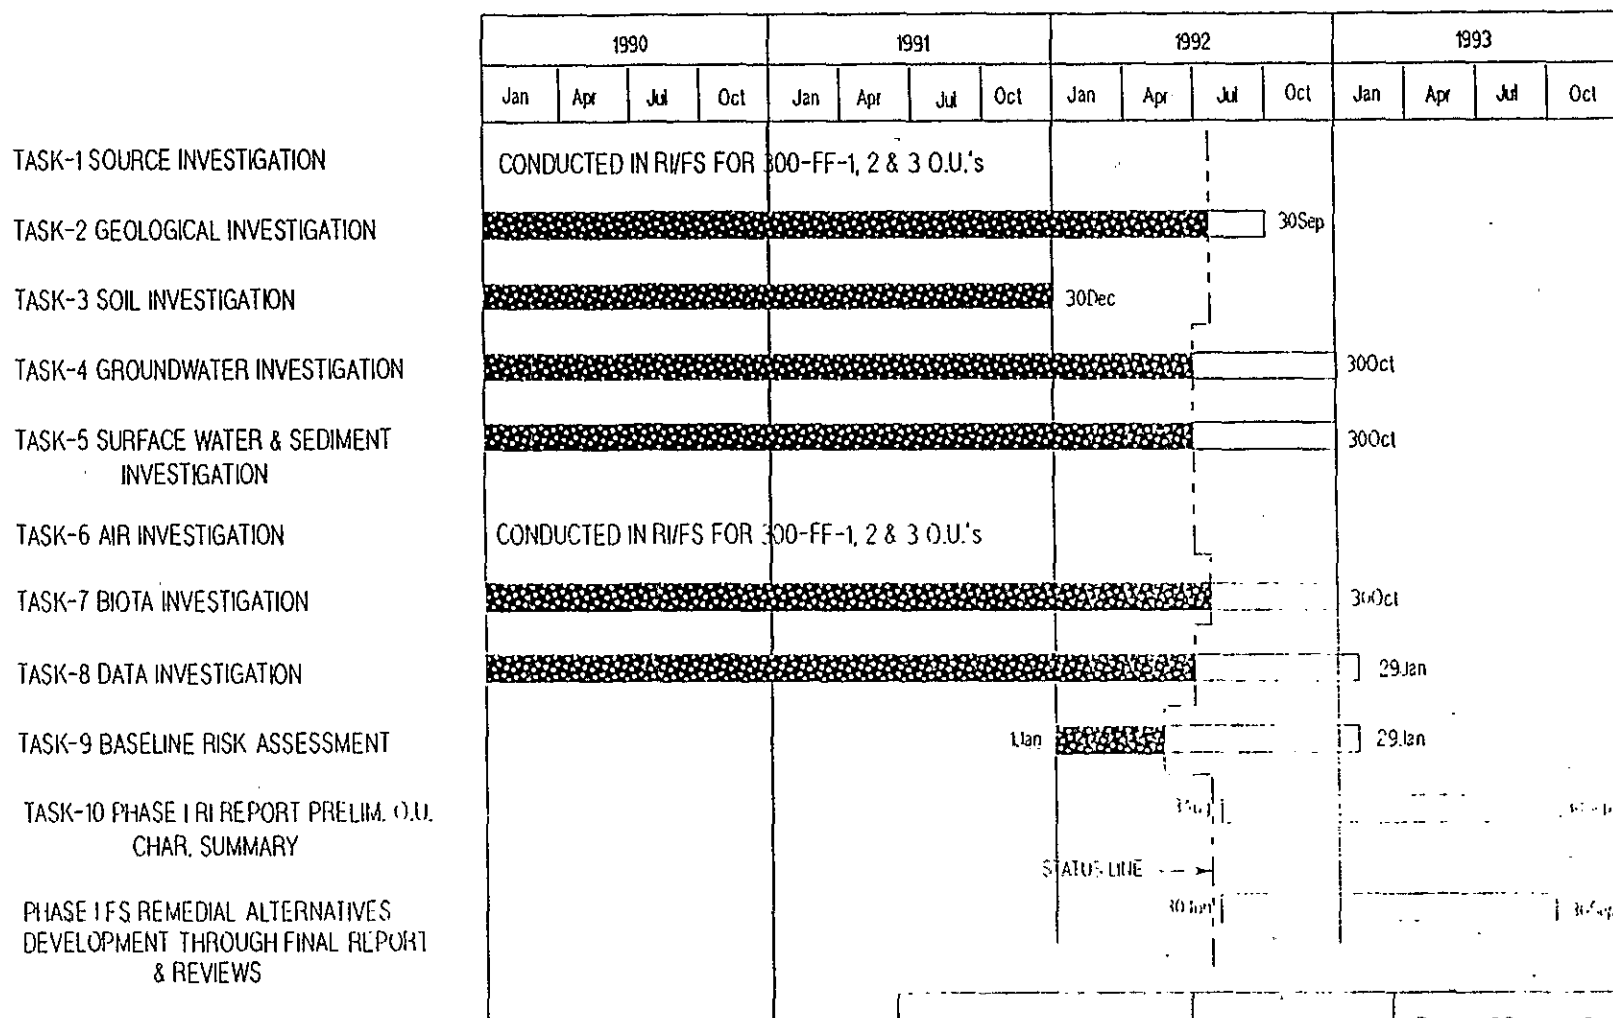 1990 1991 1992 1993
Jan Apr Jul Oct Jan Apr Jul Oct Jan Apr Jul Oct Jan Apr Jul Oct
TASK-1 SOURCE INVESTIGATION CONDUCTED IN RI/FS FOR 300-FF-1, 2 & 3 O.U.'s
TASK-2 GEOLOGICAL INVESTIGATION 30Sep
TASK-3 SOIL INVESTIGATION 30Dec
TASK-4 GROUNDWATER INVESTIGATION 30Oct
TASK-5 SURFACE WATER & SEDIMENT 30Oct
INVESTIGATION
TASK-6 AIR INVESTIGATION CONDUCTED IN RI/FS FOR 300-FF-1, 2 & 3 O.U.'s
TASK-7 BIOTA INVESTIGATION 30Oct
TASK-8 DATA INVESTIGATION 29Jan
TASK-9 BASELINE RISK ASSESSMENT 1Jan 29Jan
TASK-10 PHASE I RI REPORT PRELIM. O.U.
CHAR. SUMMARY
STATUS LINE
PHASE I FS REMEDIAL ALTERNATIVES 30Jun 30Sep
DEVELOPMENT THROUGH FINAL REPORT
& REVIEWS